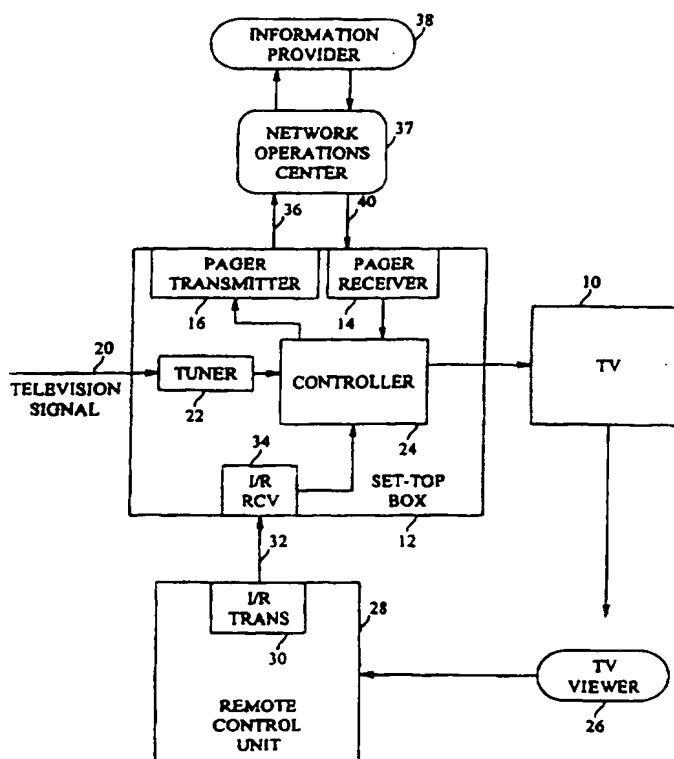 INFORMATION
PROVIDER
38
NETWORK
OPERATIONS
CENTER
37
36
40
PAGER
TRANSMITTER
16
PAGER
RECEIVER
14
10
TV
20
TELEVISION
SIGNAL
TUNER
22
CONTROLLER
24
34
I/R
RCV
SET-TOP
BOX
12
32
I/R
TRANS
30
28
REMOTE
CONTROL
UNIT
TV
VIEWER
26